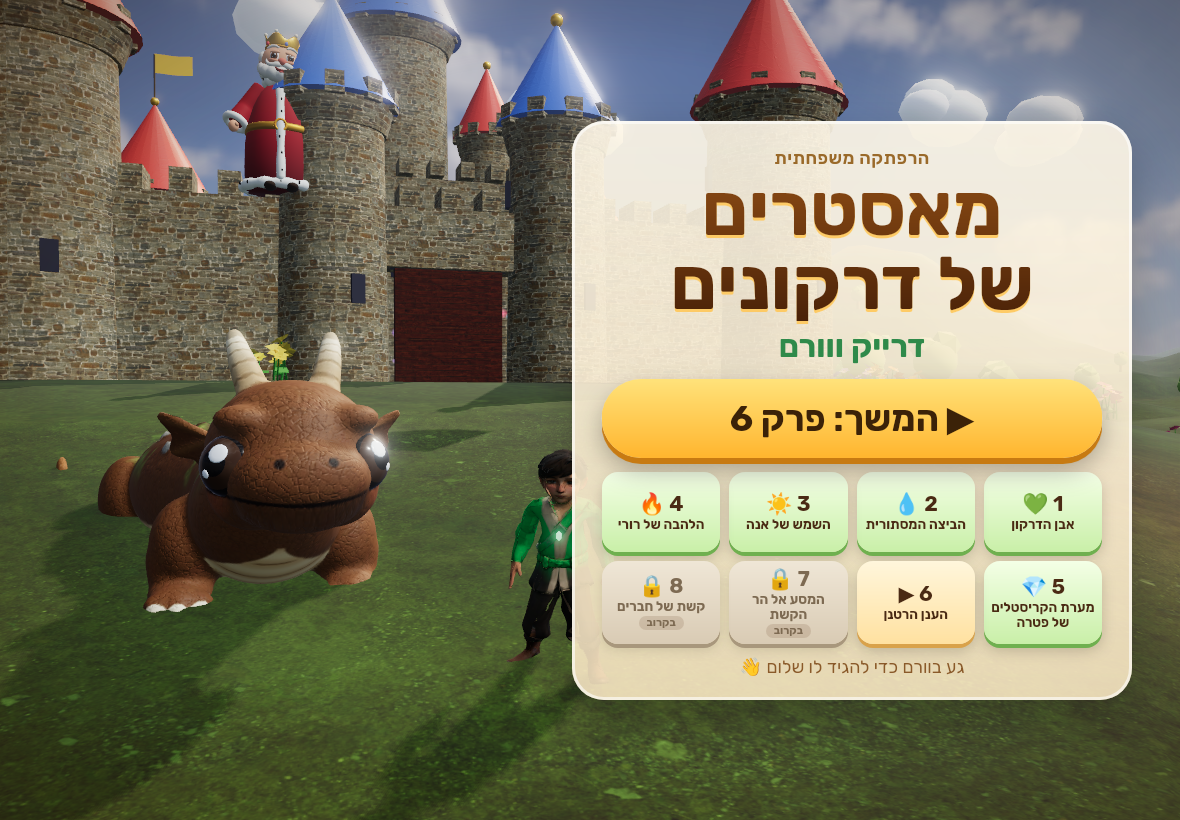 הרפתקה משפחתית
מאסטרים
של דרקונים
דרייק ווורם
▶ המשך: פרק 6
1 💚
אבן הדרקון
2 💧
הביצה המסתורית
3 ☀️
השמש של אנה
4 🔥
הלהבה של רורי
5 💎
מערת הקריסטלים
של פטרה
6 ▶
הענן הרטנן
7 🔒
המסע אל הר
הקשת
בקרוב
8 🔒
קשת של חברים
בקרוב
גע בוורם כדי להגיד לו שלום 👋